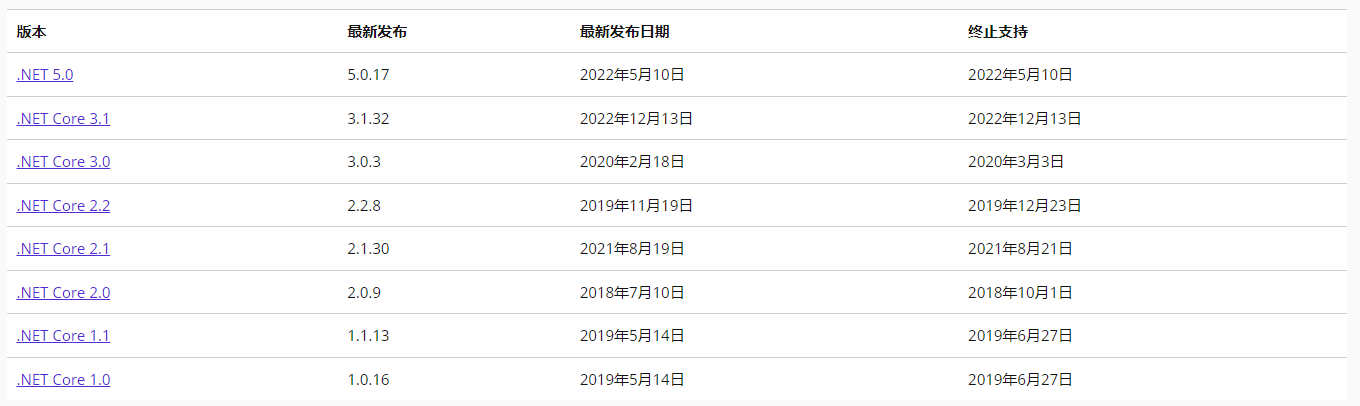 版本 最新发布 最新发布日期 终止支持
.NET 5.0 5.0.17 2022年5月10日 2022年5月10日
.NET Core 3.1 3.1.32 2022年12月13日 2022年12月13日
.NET Core 3.0 3.0.3 2020年2月18日 2020年3月3日
.NET Core 2.2 2.2.8 2019年11月19日 2019年12月23日
.NET Core 2.1 2.1.30 2021年8月19日 2021年8月21日
.NET Core 2.0 2.0.9 2018年7月10日 2018年10月1日
.NET Core 1.1 1.1.13 2019年5月14日 2019年6月27日
.NET Core 1.0 1.0.16 2019年5月14日 2019年6月27日